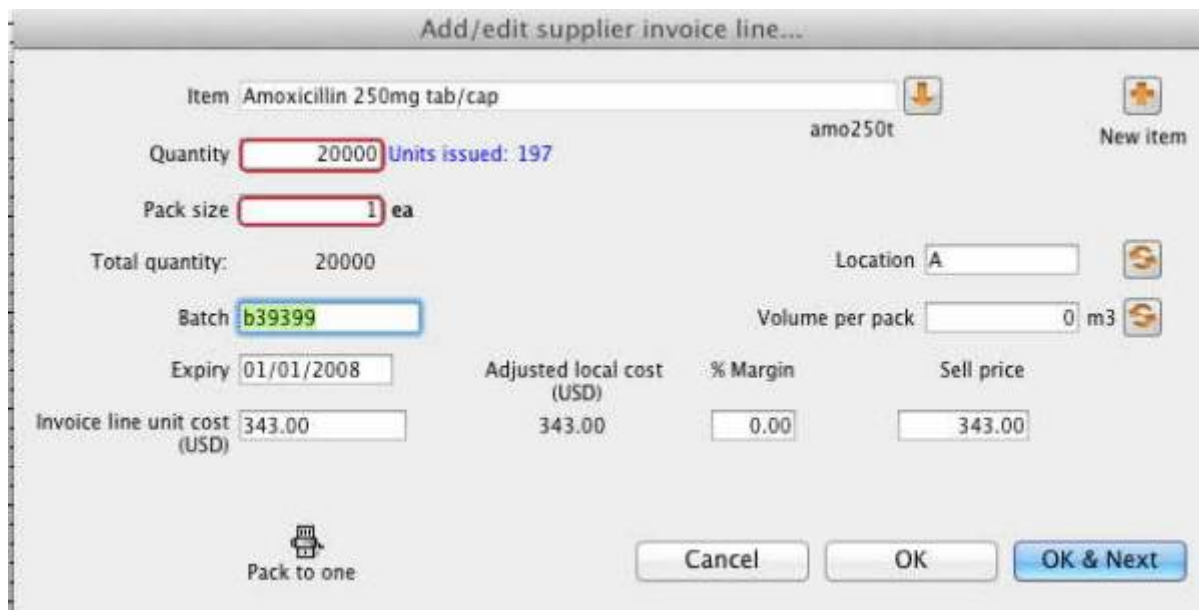 Add/edit supplier invoice line...
Item Amoxicillin 250mg tab/cap
amo250t
New item
Quantity 20000 Units issued: 197
Pack size 1 ea
Total quantity: 20000
Location A
Batch b39399
Volume per pack 0 m3
Expiry 01/01/2008
Adjusted local cost
(USD)
% Margin
Sell price
Invoice line unit cost
(USD)
343.00
343.00
0.00
343.00
Pack to one
Cancel
OK
OK & Next